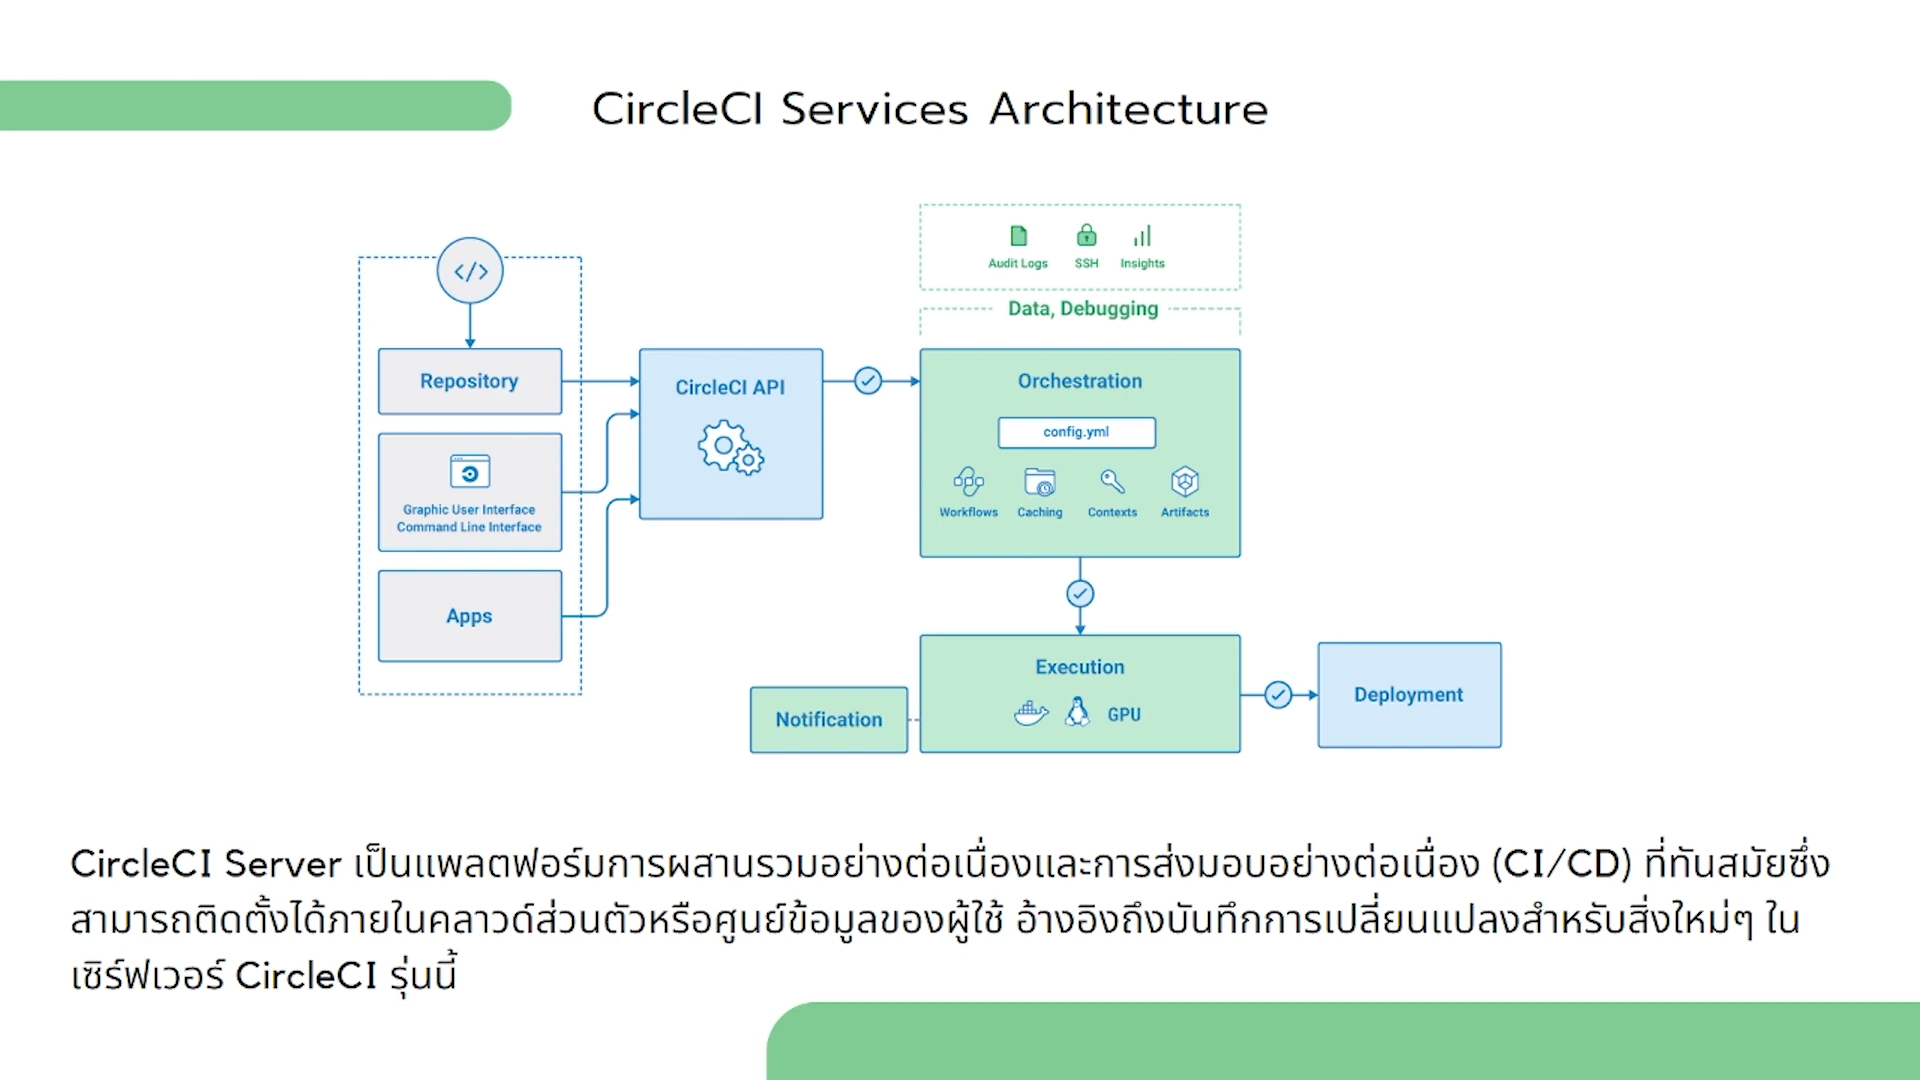 CircleCI Services Architecture
Audit Logs SSH Insights
Data, Debugging
</>
Repository
Graphic User Interface
Command Line Interface
Apps
CircleCI API
Orchestration
config.yml
Workflows Caching Contexts Artifacts
Execution
GPU
Notification
Deployment
CircleCI Server เป็นแพลตฟอร์มการผสานรวมอย่างต่อเนื่องและการส่งมอบอย่างต่อเนื่อง (CI/CD) ที่ทันสมัยซึ่ง
สามารถติดตั้งได้ภายในคลาวด์ส่วนตัวหรือศูนย์ข้อมูลของผู้ใช้ อ้างอิงถึงบันทึกการเปลี่ยนแปลงสำหรับสิ่งใหม่ๆ ใน
เซิร์ฟเวอร์ CircleCI รุ่นนี้